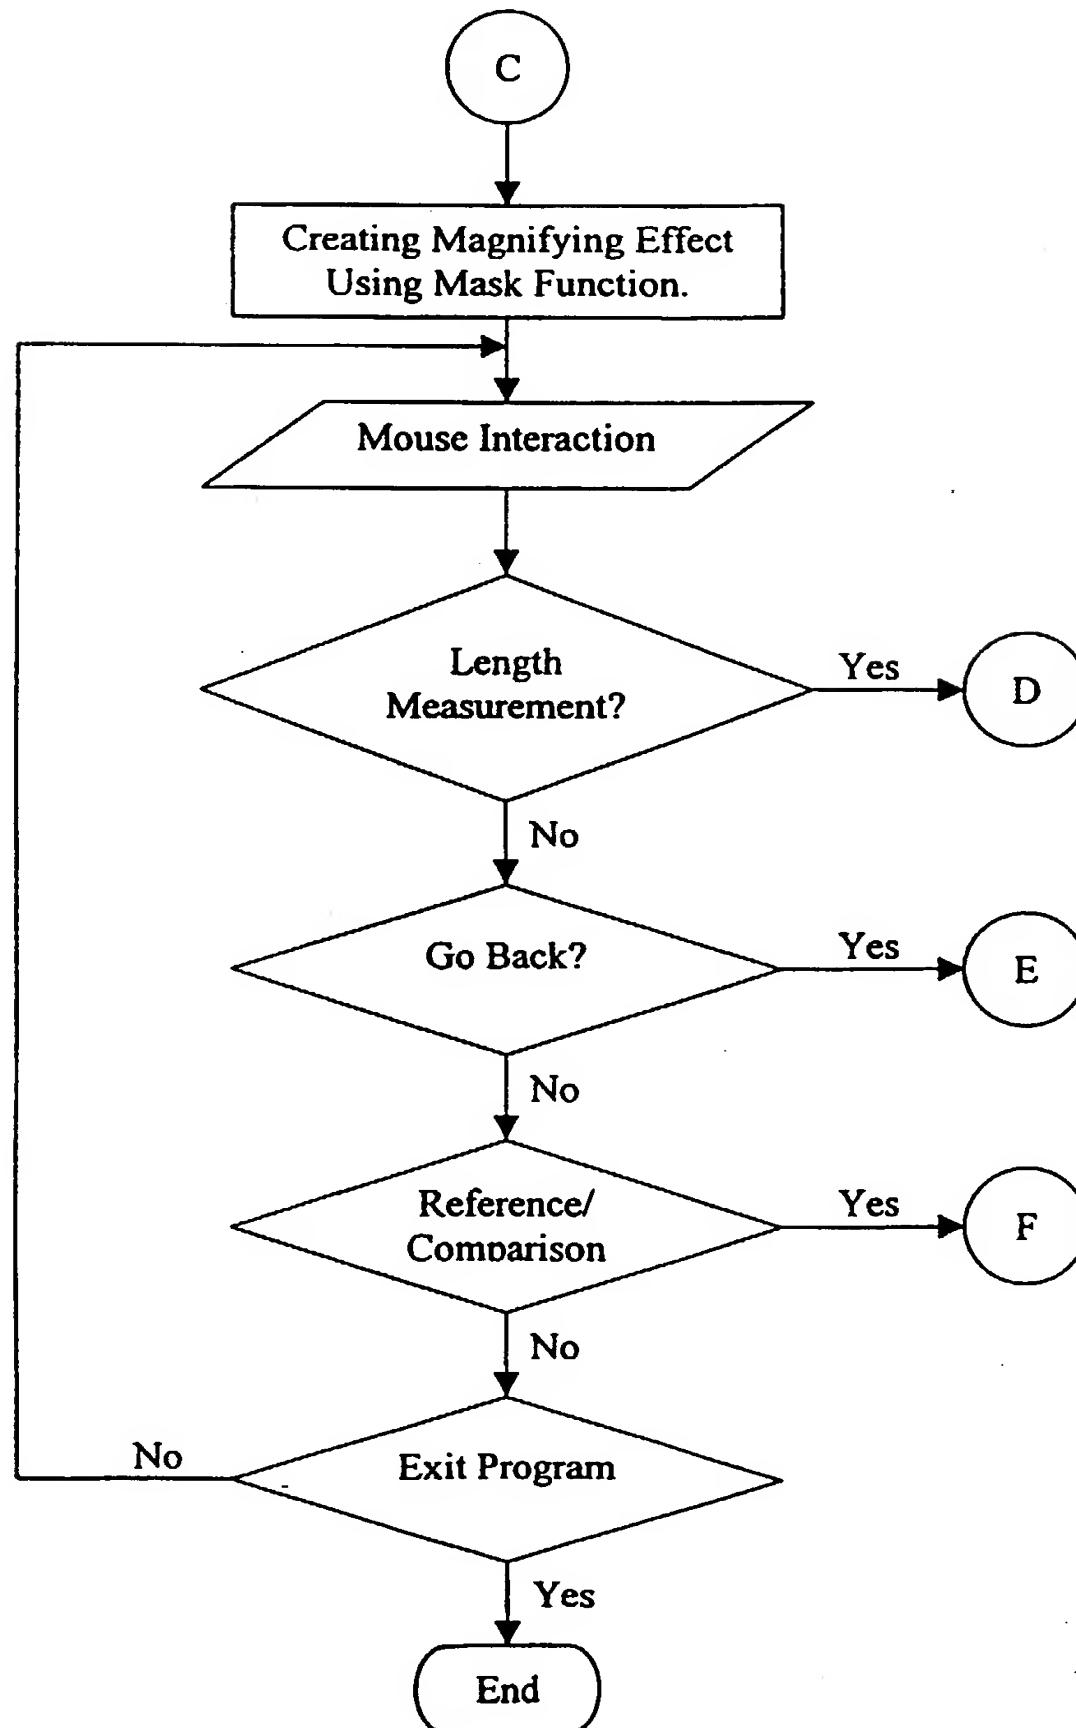 C
Creating Magnifying Effect
Using Mask Function.
Mouse Interaction
Length
Measurement?
Yes
D
No
Go Back?
Yes
E
No
Reference/
Comparison
Yes
F
No
Exit Program
No
Yes
End